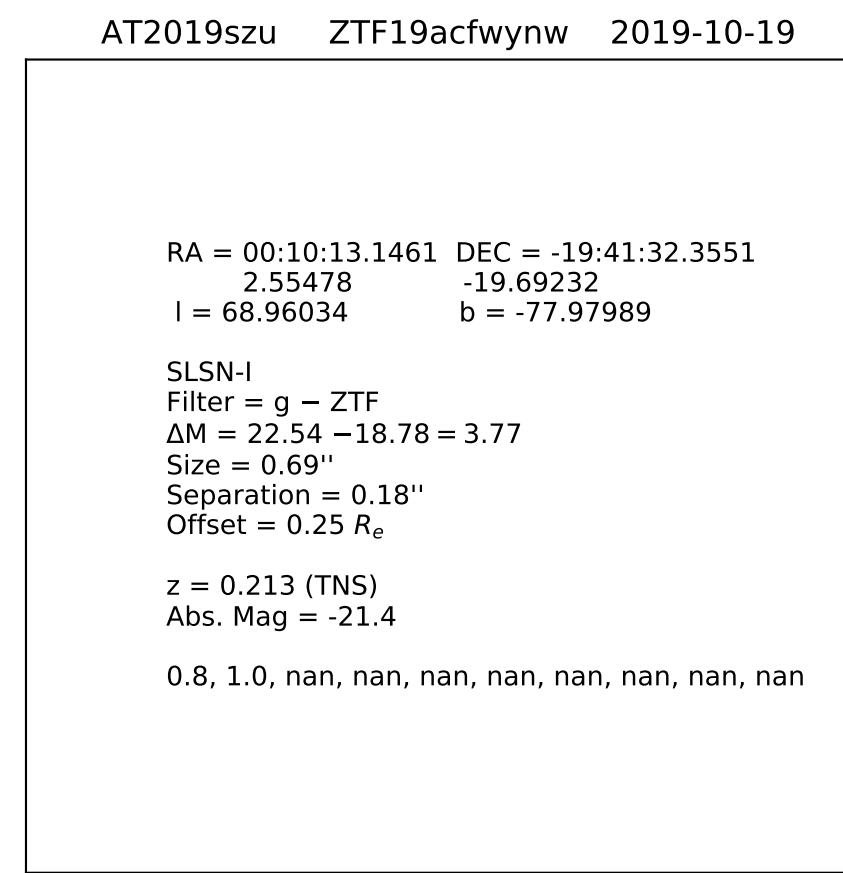 AT2019szu ZTF19acfwynw 2019-10-19
RA = 00:10:13.1461 DEC = -19:41:32.3551
2.55478 -19.69232
l = 68.96034 b = -77.97989
SLSN-I
Filter = g − ZTF
ΔM = 22.54 −18.78 = 3.77
Size = 0.69''
Separation = 0.18''
Offset = 0.25 Rₑ
z = 0.213 (TNS)
Abs. Mag = -21.4
0.8, 1.0, nan, nan, nan, nan, nan, nan, nan, nan